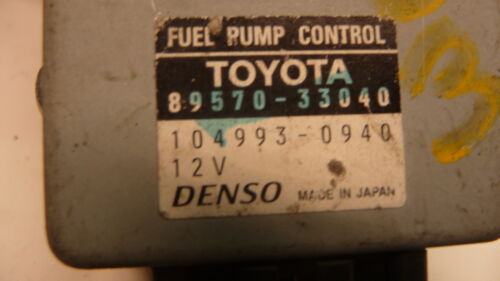 FUEL PUMP CONTROL
TOYOTA
89570-33040
104993-0940
12V
DENSO MADE IN JAPAN